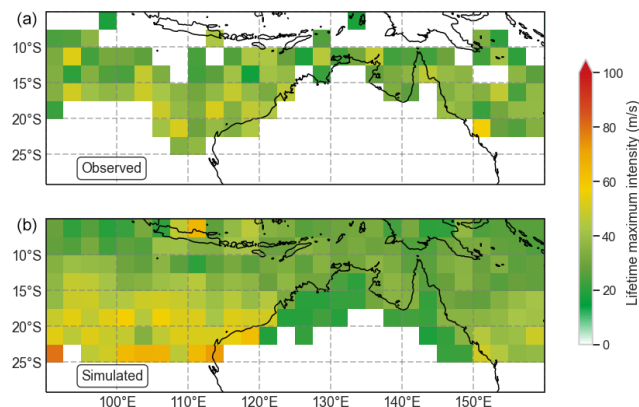 (a)
10°S
15°S
20°S
25°S
Observed
(b)
10°S
15°S
20°S
25°S
Simulated
100°E 110°E 120°E 130°E 140°E 150°E
100
80
60
40
20
0
Lifetime maximum intensity (m/s)